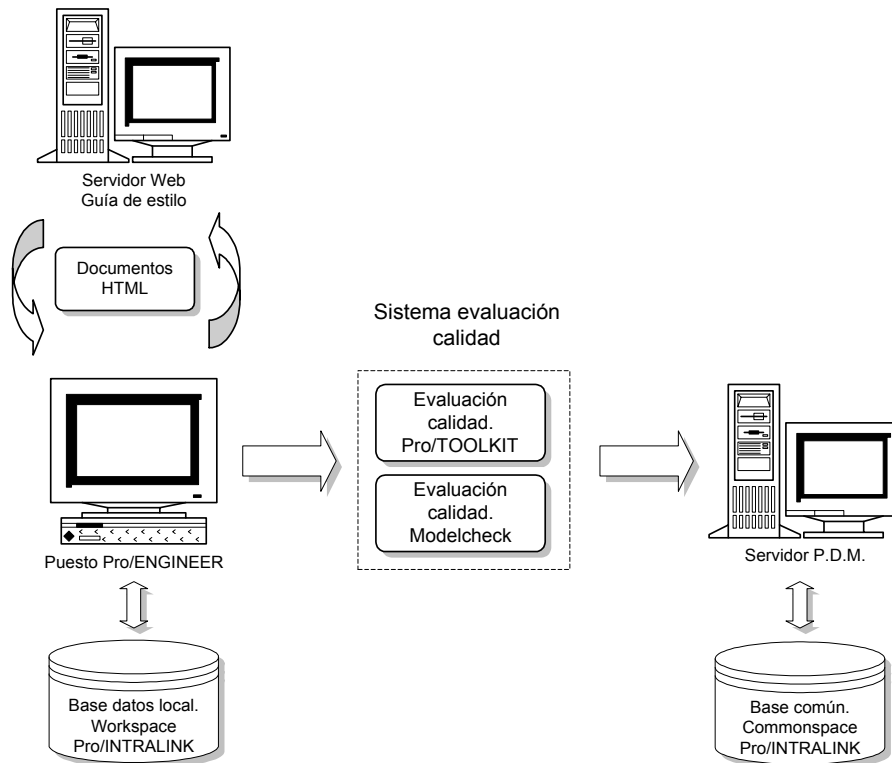 Servidor Web
Guía de estilo
Documentos
HTML
Sistema evaluación
calidad
Evaluación
calidad.
Pro/TOOLKIT
Evaluación
calidad.
Modelcheck
Puesto Pro/ENGINEER
Servidor P.D.M.
Base datos local.
Workspace
Pro/INTRALINK
Base común.
Commonspace
Pro/INTRALINK